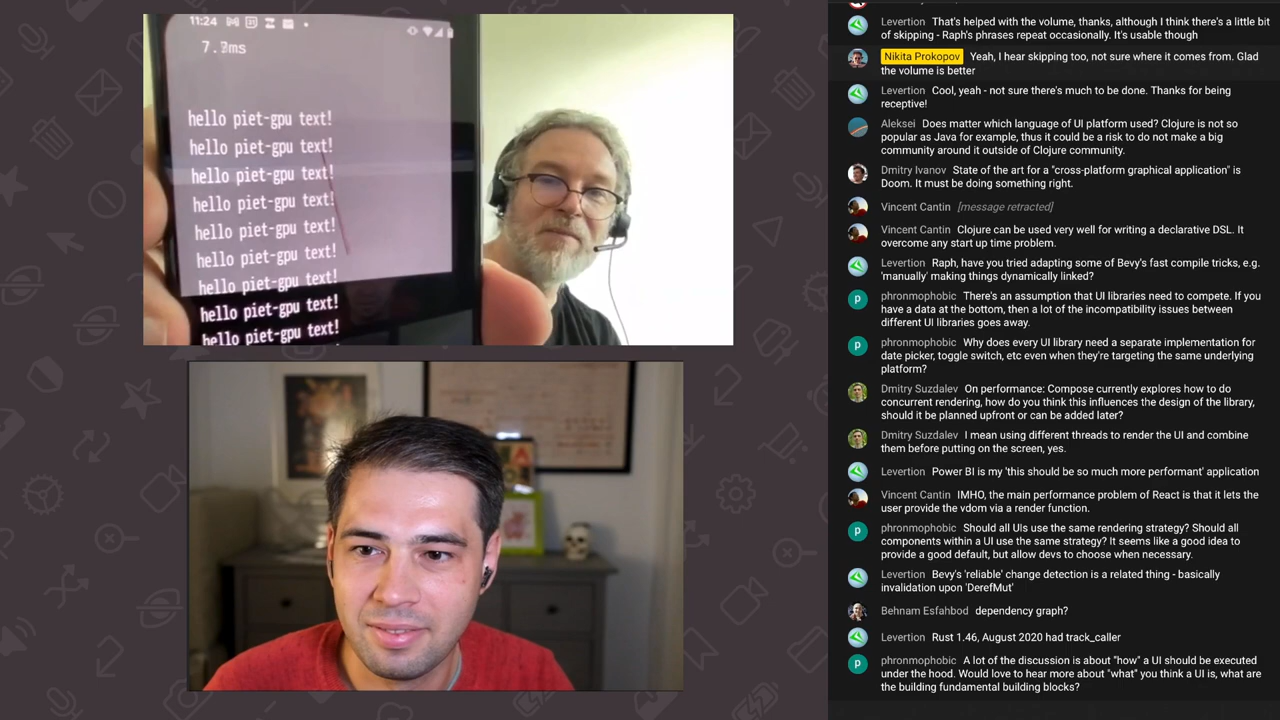 11:24
7.?ms
hello piet-gpu text!
hello piet-gpu text!
hello piet-gpu text!
hello piet-gpu text!
hello piet-gpu text!
hello piet-gpu text!
hello piet-gpu text!
hello piet-gpu text!
hello piet-gpu text!
Levertion That's helped with the volume, thanks, although I think there's a little bit
of skipping - Raph's phrases repeat occasionally. It's usable though
Nikita Prokopov Yeah, I hear skipping too, not sure where it comes from. Glad
the volume is better
Levertion Cool, yeah - not sure there's much to be done. Thanks for being
receptive!
Aleksei Does matter which language of UI platform used? Clojure is not so
popular as Java for example, thus it could be a risk to do not make a big
community around it outside of Clojure community.
Dmitry Ivanov State of the art for a "cross-platform graphical application" is
Doom. It must be doing something right.
Vincent Cantin [message retracted]
Vincent Cantin Clojure can be used very well for writing a declarative DSL. It
overcome any start up time problem.
Levertion Raph, have you tried adapting some of Bevy's fast compile tricks, e.g.
'manually' making things dynamically linked?
p phronmophobic There's an assumption that UI libraries need to compete. If you
have a data at the bottom, then a lot of the incompatibility issues between
different UI libraries goes away.
p phronmophobic Why does every UI library need a separate implementation for
date picker, toggle switch, etc even when they're targeting the same underlying
platform?
Dmitry Suzdalev On performance: Compose currently explores how to do
concurrent rendering, how do you think this influences the design of the library,
should it be planned upfront or can be added later?
Dmitry Suzdalev I mean using different threads to render the UI and combine
them before putting on the screen, yes.
Levertion Power BI is my 'this should be so much more performant' application
Vincent Cantin IMHO, the main performance problem of React is that it lets the
user provide the vdom via a render function.
p phronmophobic Should all UIs use the same rendering strategy? Should all
components within a UI use the same strategy? It seems like a good idea to
provide a good default, but allow devs to choose when necessary.
Levertion Bevy's 'reliable' change detection is a related thing - basically
invalidation upon 'DerefMut'
Behnam Esfahbod dependency graph?
Levertion Rust 1.46, August 2020 had track_caller
p phronmophobic A lot of the discussion is about "how" a UI should be executed
under the hood. Would love to hear more about "what" you think a UI is, what are
the building fundamental building blocks?